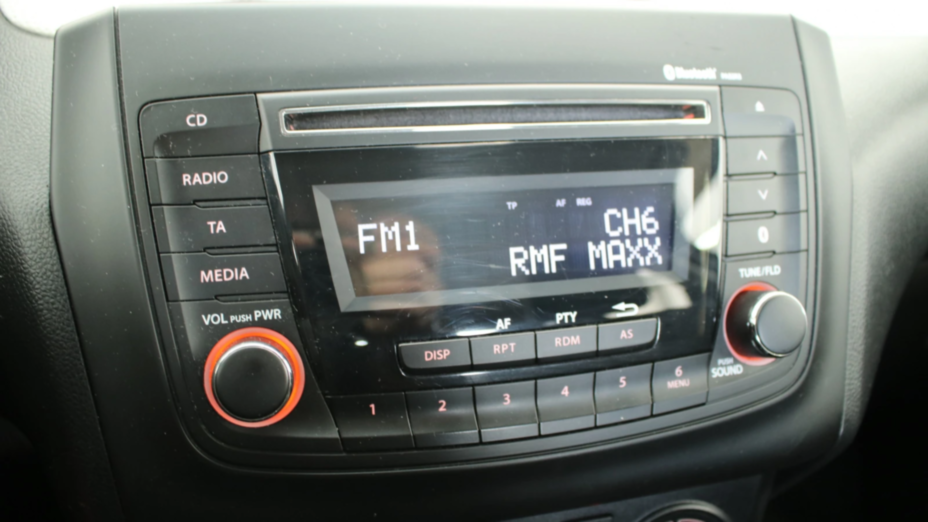 Bluetooth
CD
RADIO
TA
MEDIA
TP AF REG
FM1 CH6
RMF MAXX
TUNE/FLD
VOL PUSH PWR
AF PTY
DISP RPT RDM AS
PUSH
SOUND
1 2 3 4 5 6
MENU